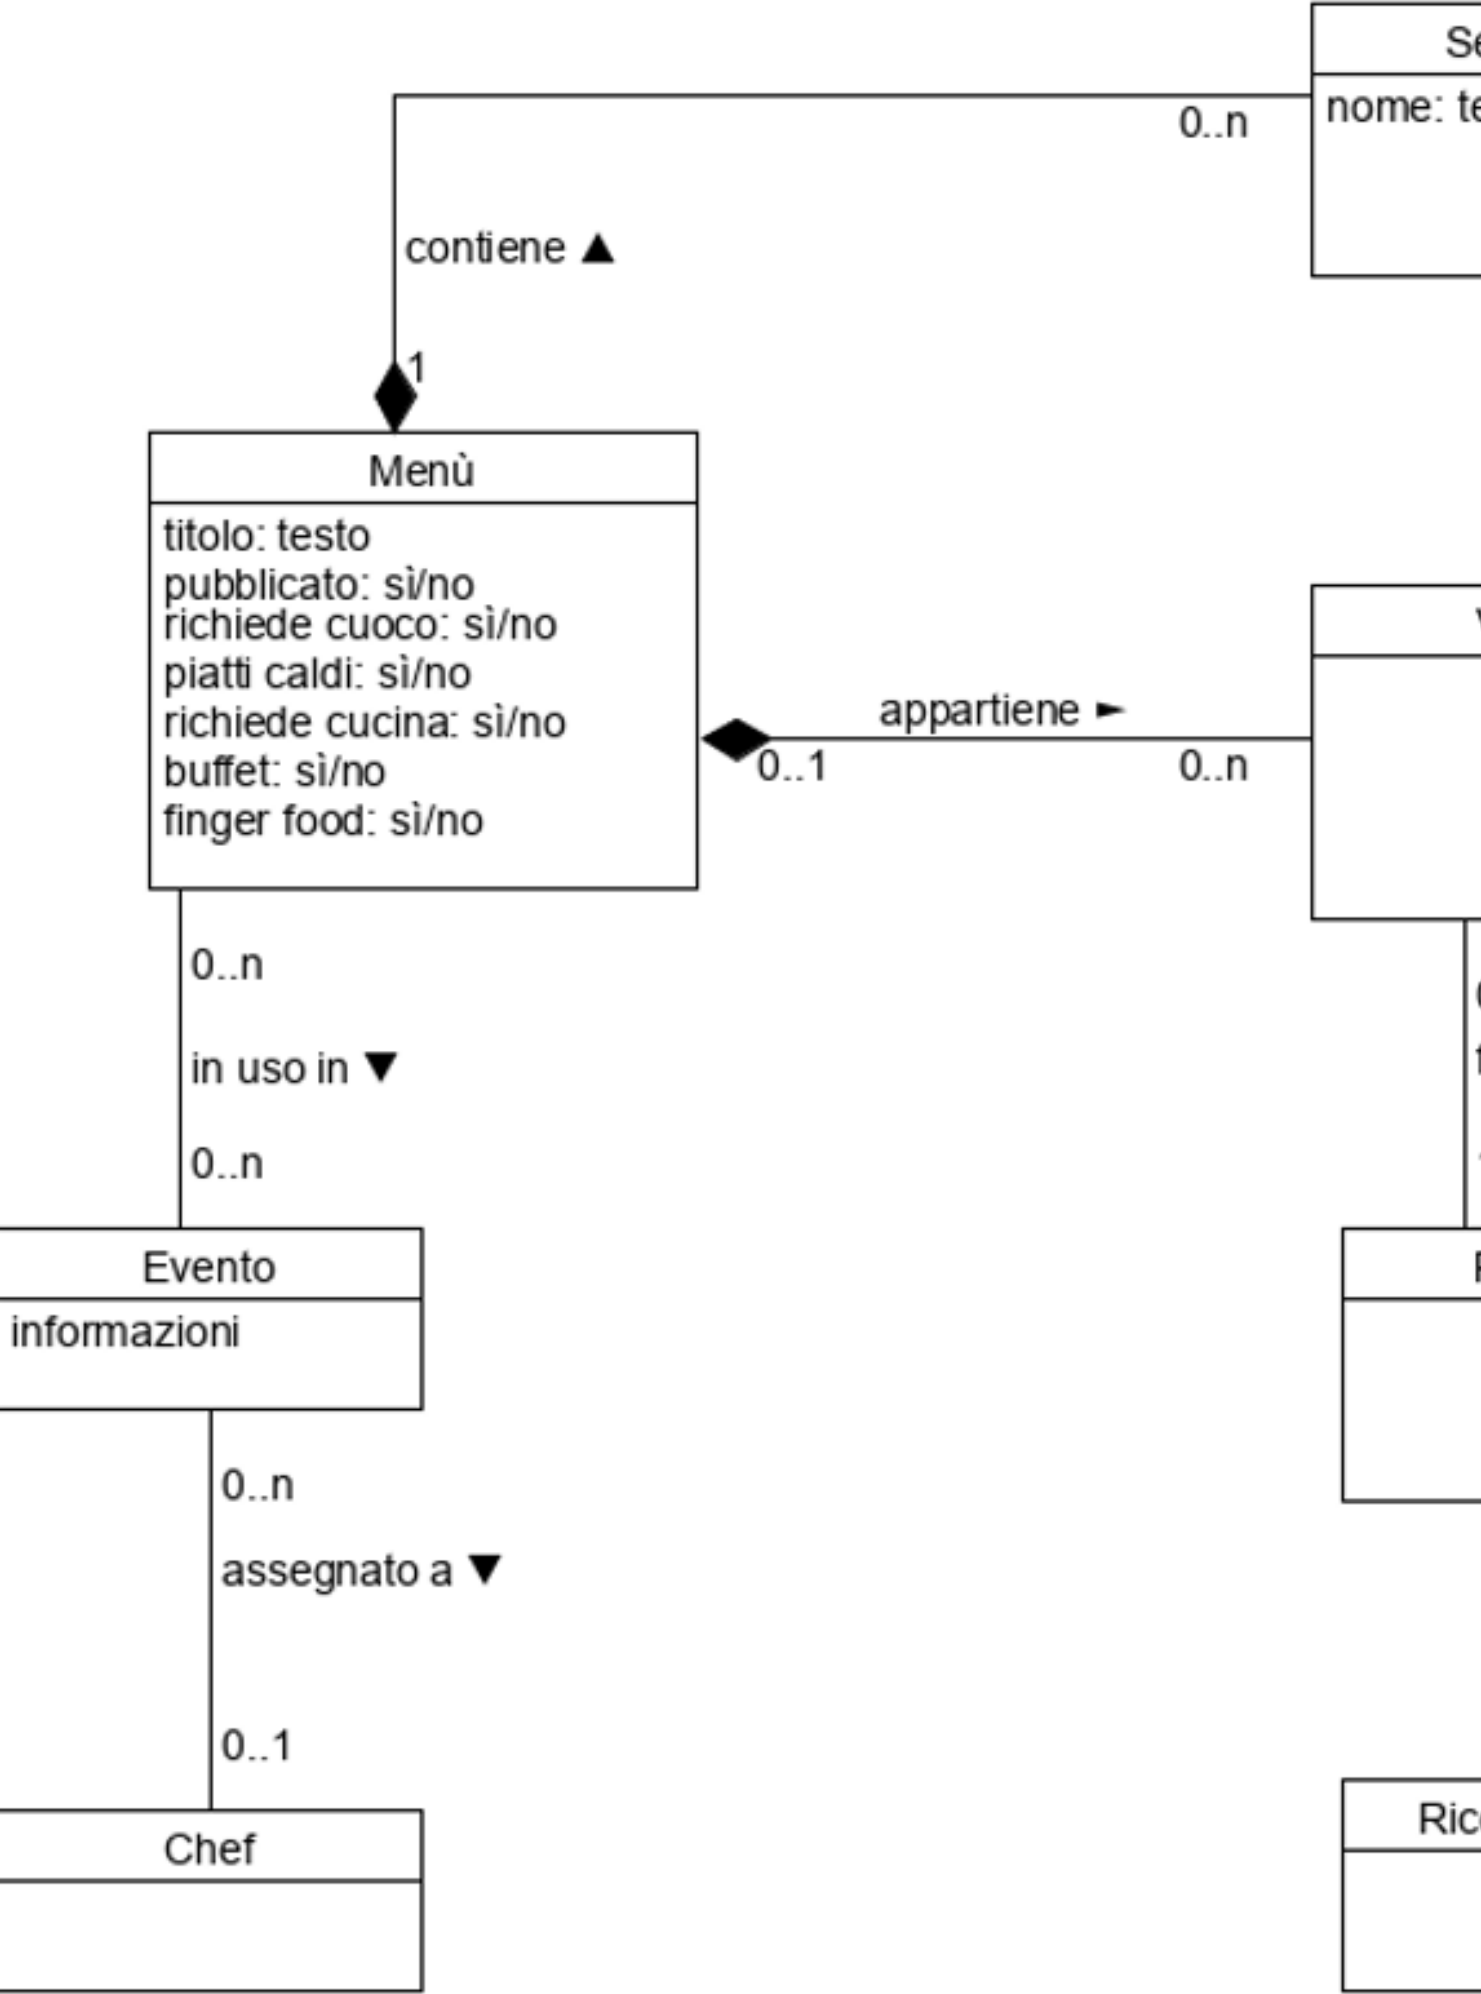 nome:
0..n
contiene ▲
1
Menù
titolo: testo
pubblicato: sì/no
richiede cuoco: sì/no
piatti caldi: sì/no
richiede cucina: sì/no
buffet: sì/no
finger food: sì/no
appartiene ►
0..1
0..n
0..n
in uso in ▼
0..n
Evento
informazioni
0..n
assegnato a ▼
0..1
Chef